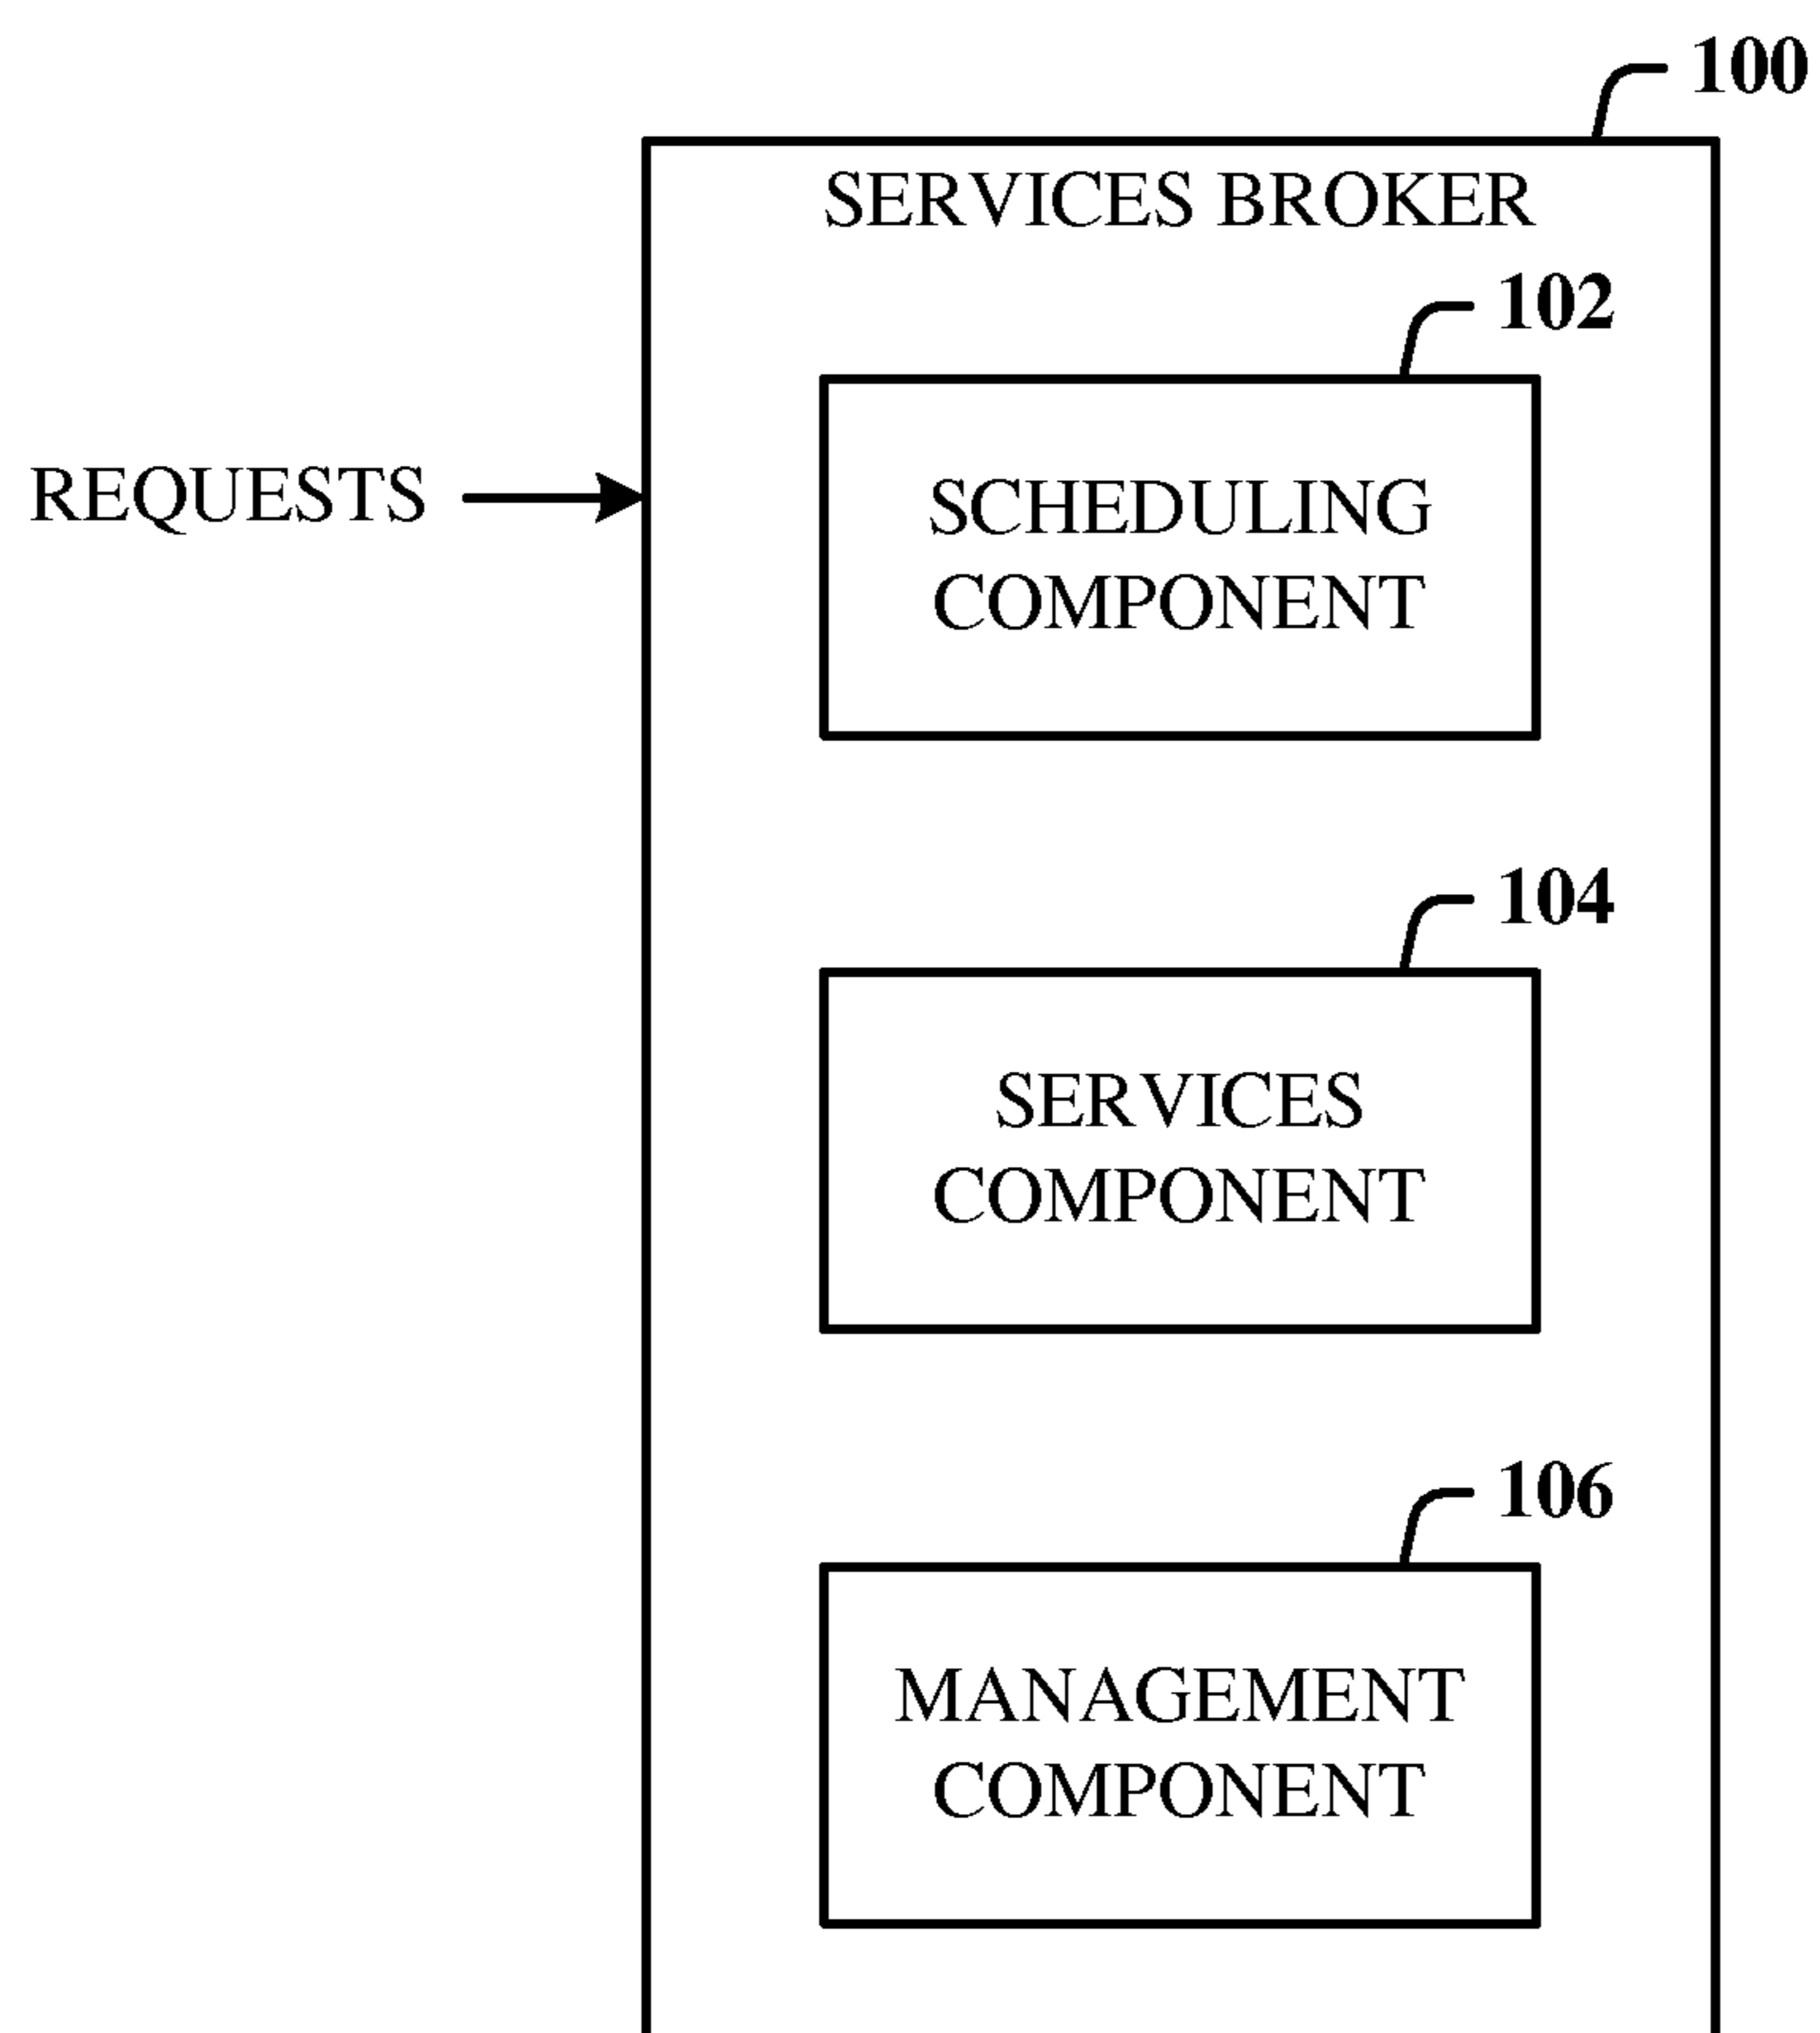 100
SERVICES BROKER
102
REQUESTS
SCHEDULING
COMPONENT
104
SERVICES
COMPONENT
106
MANAGEMENT
COMPONENT